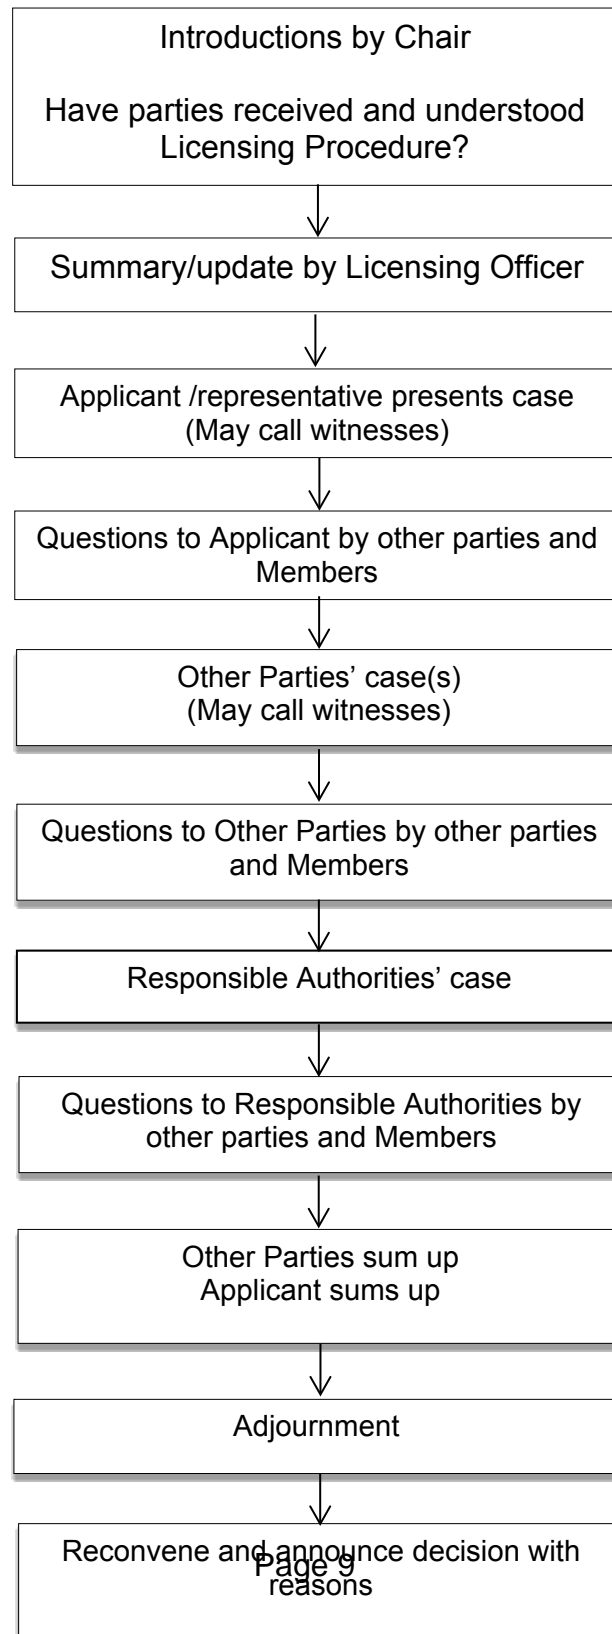 Introductions by Chair
Have parties received and understood
Licensing Procedure?
Summary/update by Licensing Officer
Applicant /representative presents case
(May call witnesses)
Questions to Applicant by other parties and
Members
Other Parties’ case(s)
(May call witnesses)
Questions to Other Parties by other parties
and Members
Responsible Authorities’ case
Questions to Responsible Authorities by
other parties and Members
Other Parties sum up
Applicant sums up
Adjournment
Reconvene and announce decision with
Page 9
reasons